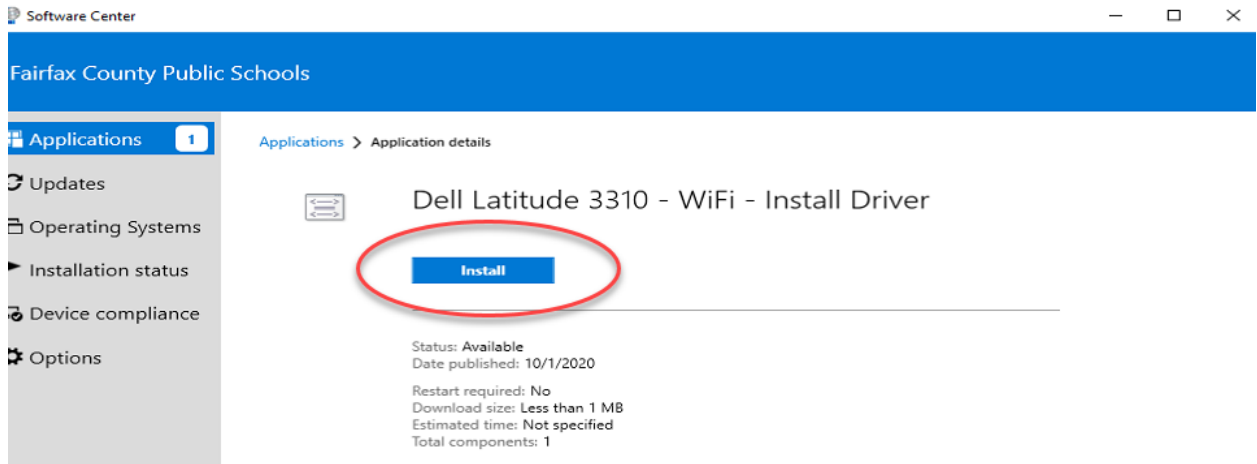 Software Center
Fairfax County Public Schools
Applications 1
Updates
Operating Systems
Installation status
Device compliance
Options
Applications > Application details
Dell Latitude 3310 - WiFi - Install Driver
Install
Status: Available
Date published: 10/1/2020
Restart required: No
Download size: Less than 1 MB
Estimated time: Not specified
Total components: 1